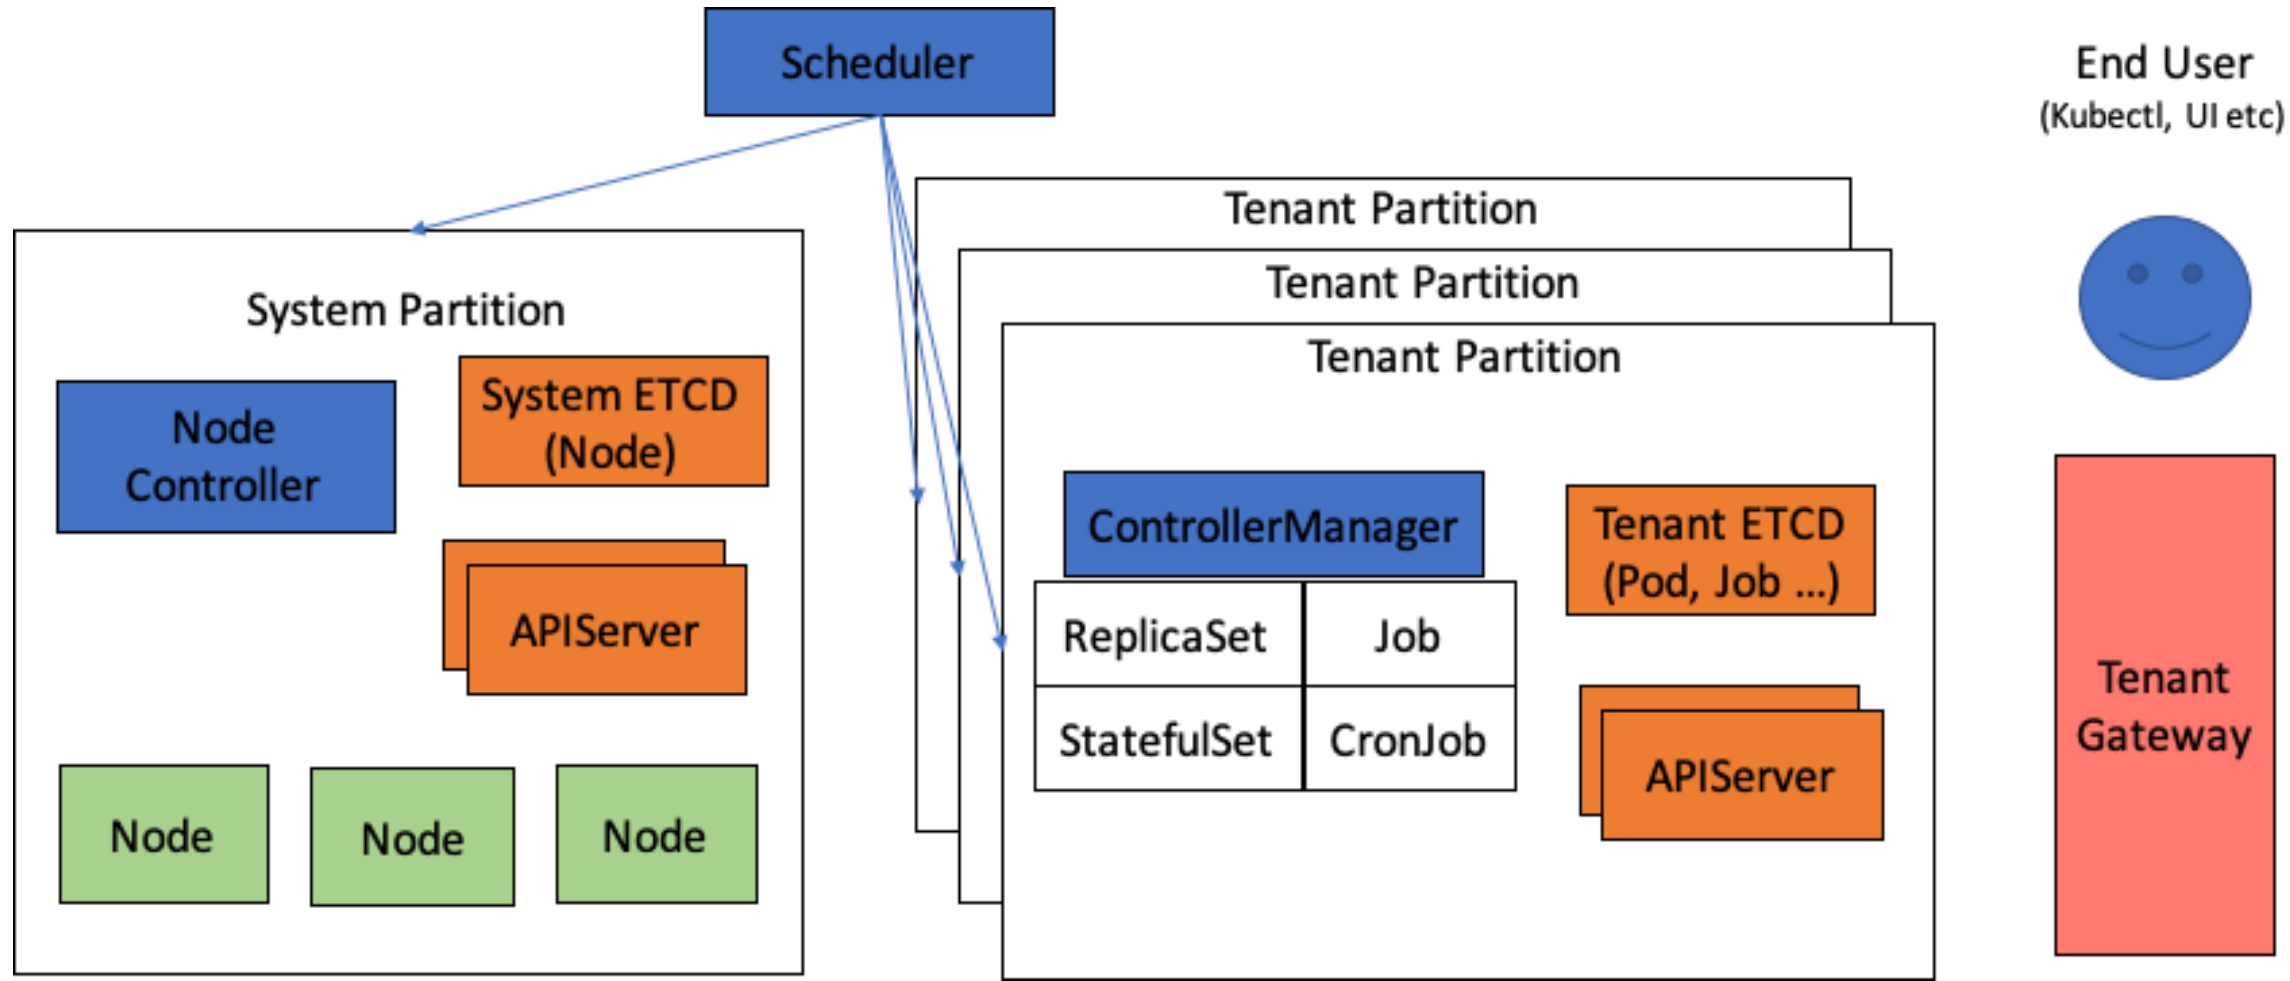 Scheduler
End User
(Kubectl, UI etc)
Tenant Partition
Tenant Partition
Tenant Partition
System Partition
Node
Controller
System ETCD
(Node)
APIServer
Node
Node
Node
ControllerManager
ReplicaSet
Job
StatefulSet
CronJob
Tenant ETCD
(Pod, Job ...)
APIServer
Tenant
Gateway